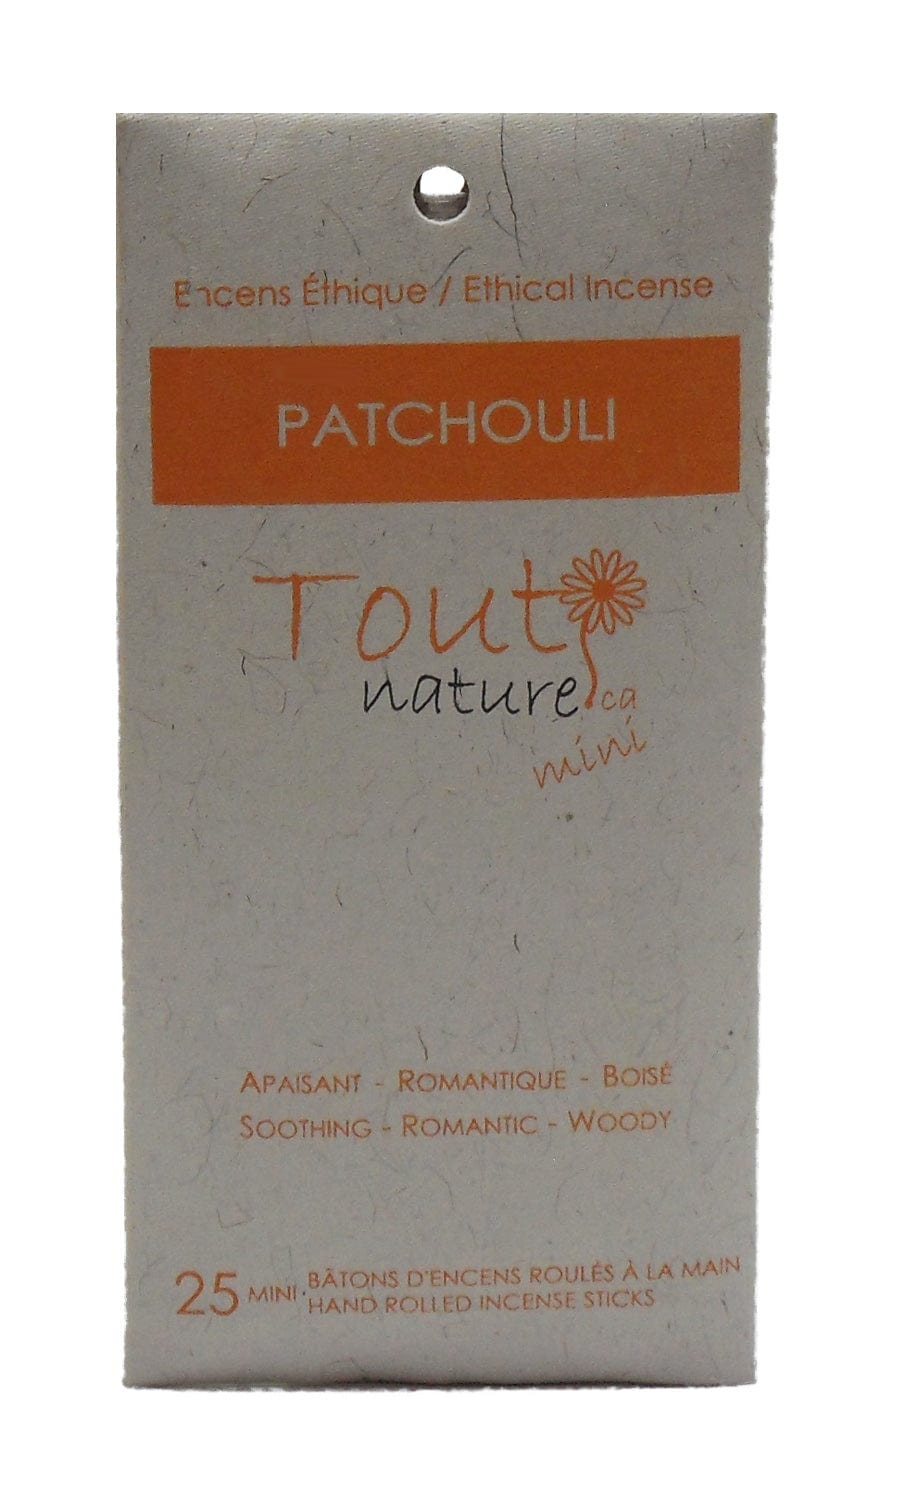 Encens Éthique / Ethical Incense
PATCHOULI
Tout
nature.ca
mini
APAISANT - ROMANTIQUE - BOISÉ
SOOTHING - ROMANTIC - WOODY
25 MINI BÂTONS D'ENCENS ROULÉS À LA MAIN
HAND ROLLED INCENSE STICKS